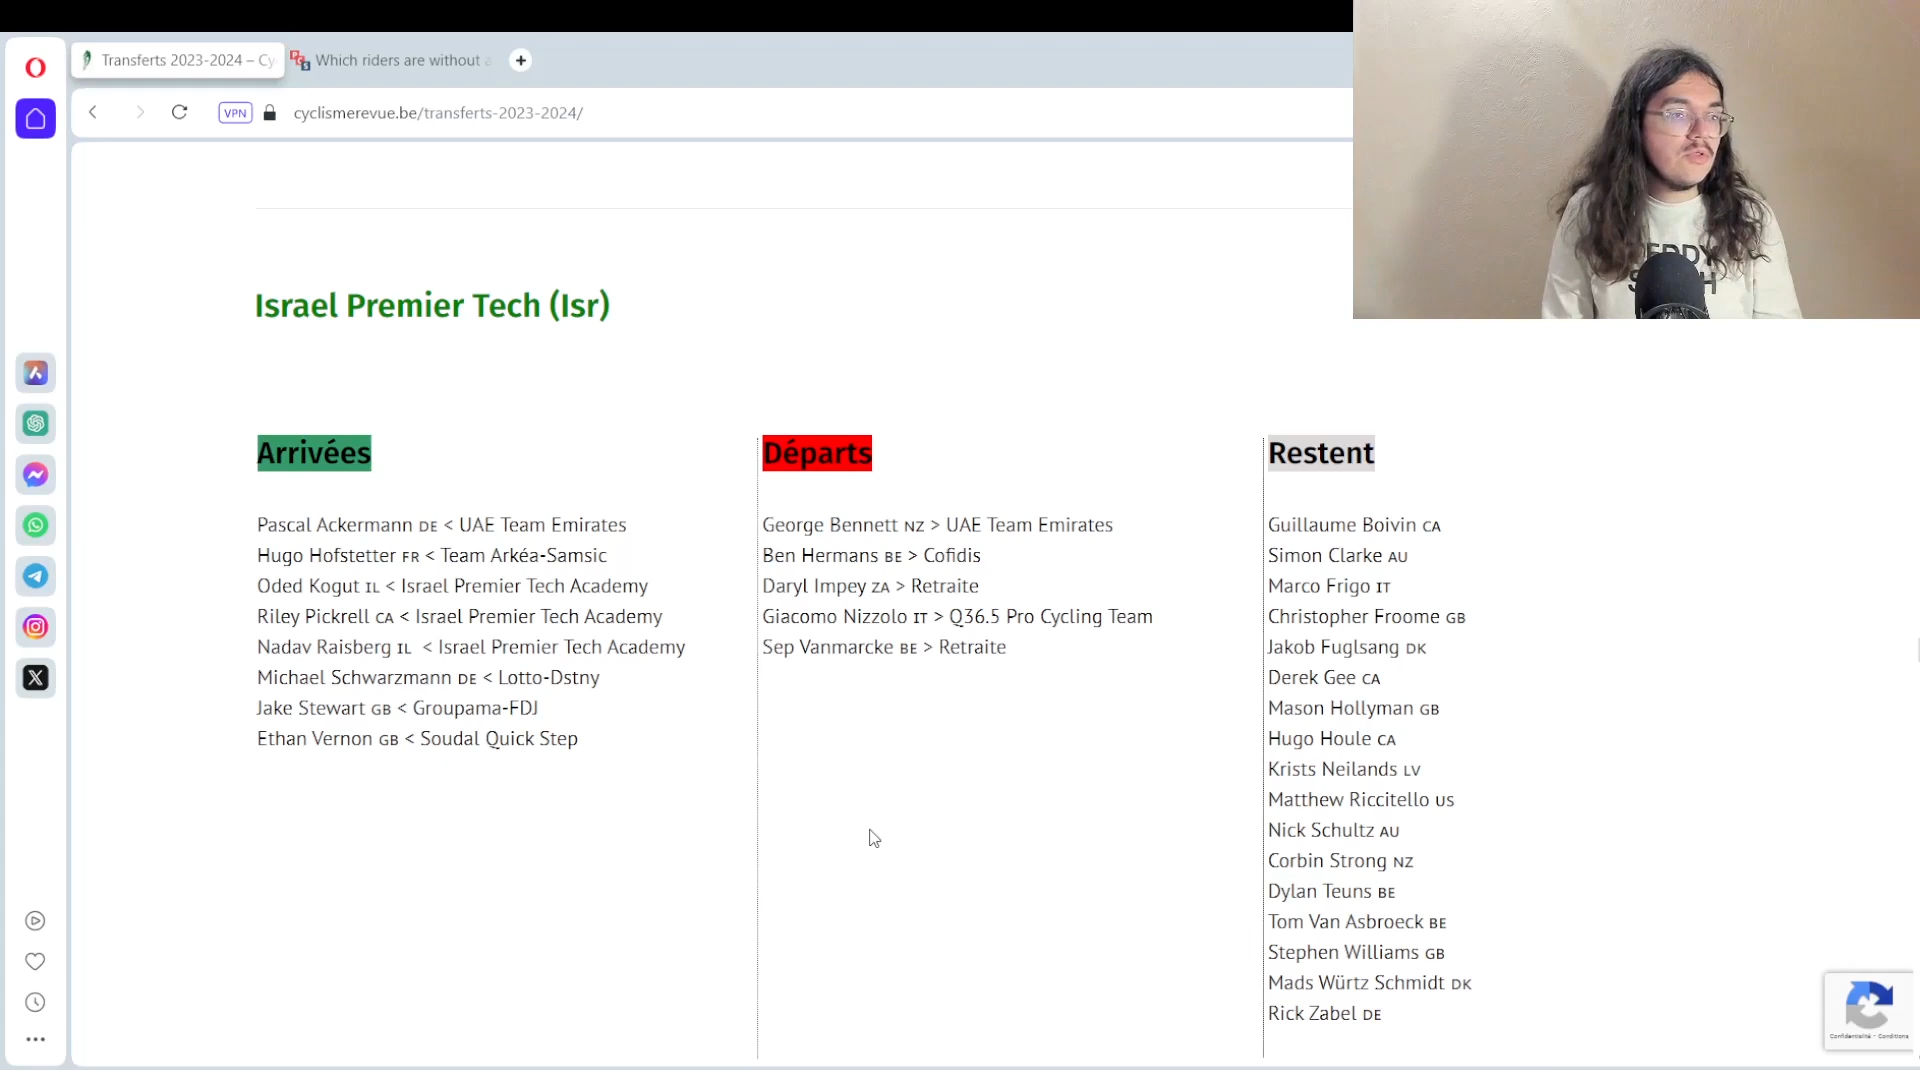 Transferts 2023-2024 – Cy
Which riders are without a
VPN
cyclismerevue.be/transferts-2023-2024/
Israel Premier Tech (Isr)
Arrivées
Pascal Ackermann DE < UAE Team Emirates
Hugo Hofstetter FR < Team Arkéa-Samsic
Oded Kogut IL < Israel Premier Tech Academy
Riley Pickrell CA < Israel Premier Tech Academy
Nadav Raisberg IL < Israel Premier Tech Academy
Michael Schwarzmann DE < Lotto-Dstny
Jake Stewart GB < Groupama-FDJ
Ethan Vernon GB < Soudal Quick Step
Départs
George Bennett NZ > UAE Team Emirates
Ben Hermans BE > Cofidis
Daryl Impey ZA > Retraite
Giacomo Nizzolo IT > Q36.5 Pro Cycling Team
Sep Vanmarcke BE > Retraite
Restent
Guillaume Boivin CA
Simon Clarke AU
Marco Frigo IT
Christopher Froome GB
Jakob Fuglsang DK
Derek Gee CA
Mason Hollyman GB
Hugo Houle CA
Krists Neilands LV
Matthew Riccitello US
Nick Schultz AU
Corbin Strong NZ
Dylan Teuns BE
Tom Van Asbroeck BE
Stephen Williams GB
Mads Würtz Schmidt DK
Rick Zabel DE
Confidentialité - Conditions